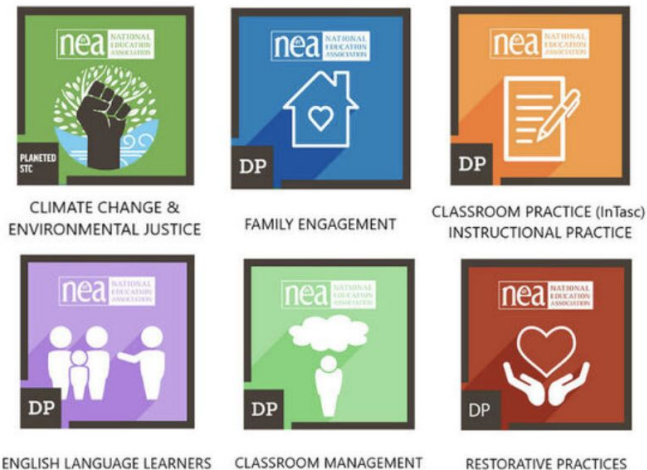 nea NATIONAL EDUCATION ASSOCIATION
nea NATIONAL EDUCATION ASSOCIATION
nea NATIONAL EDUCATION ASSOCIATION
PLANETED
STC
DP
DP
CLIMATE CHANGE &
ENVIRONMENTAL JUSTICE
FAMILY ENGAGEMENT
CLASSROOM PRACTICE (InTasc)
INSTRUCTIONAL PRACTICE
nea NATIONAL EDUCATION ASSOCIATION
nea NATIONAL EDUCATION ASSOCIATION
nea NATIONAL EDUCATION ASSOCIATION
DP
DP
DP
ENGLISH LANGUAGE LEARNERS
CLASSROOM MANAGEMENT
RESTORATIVE PRACTICES